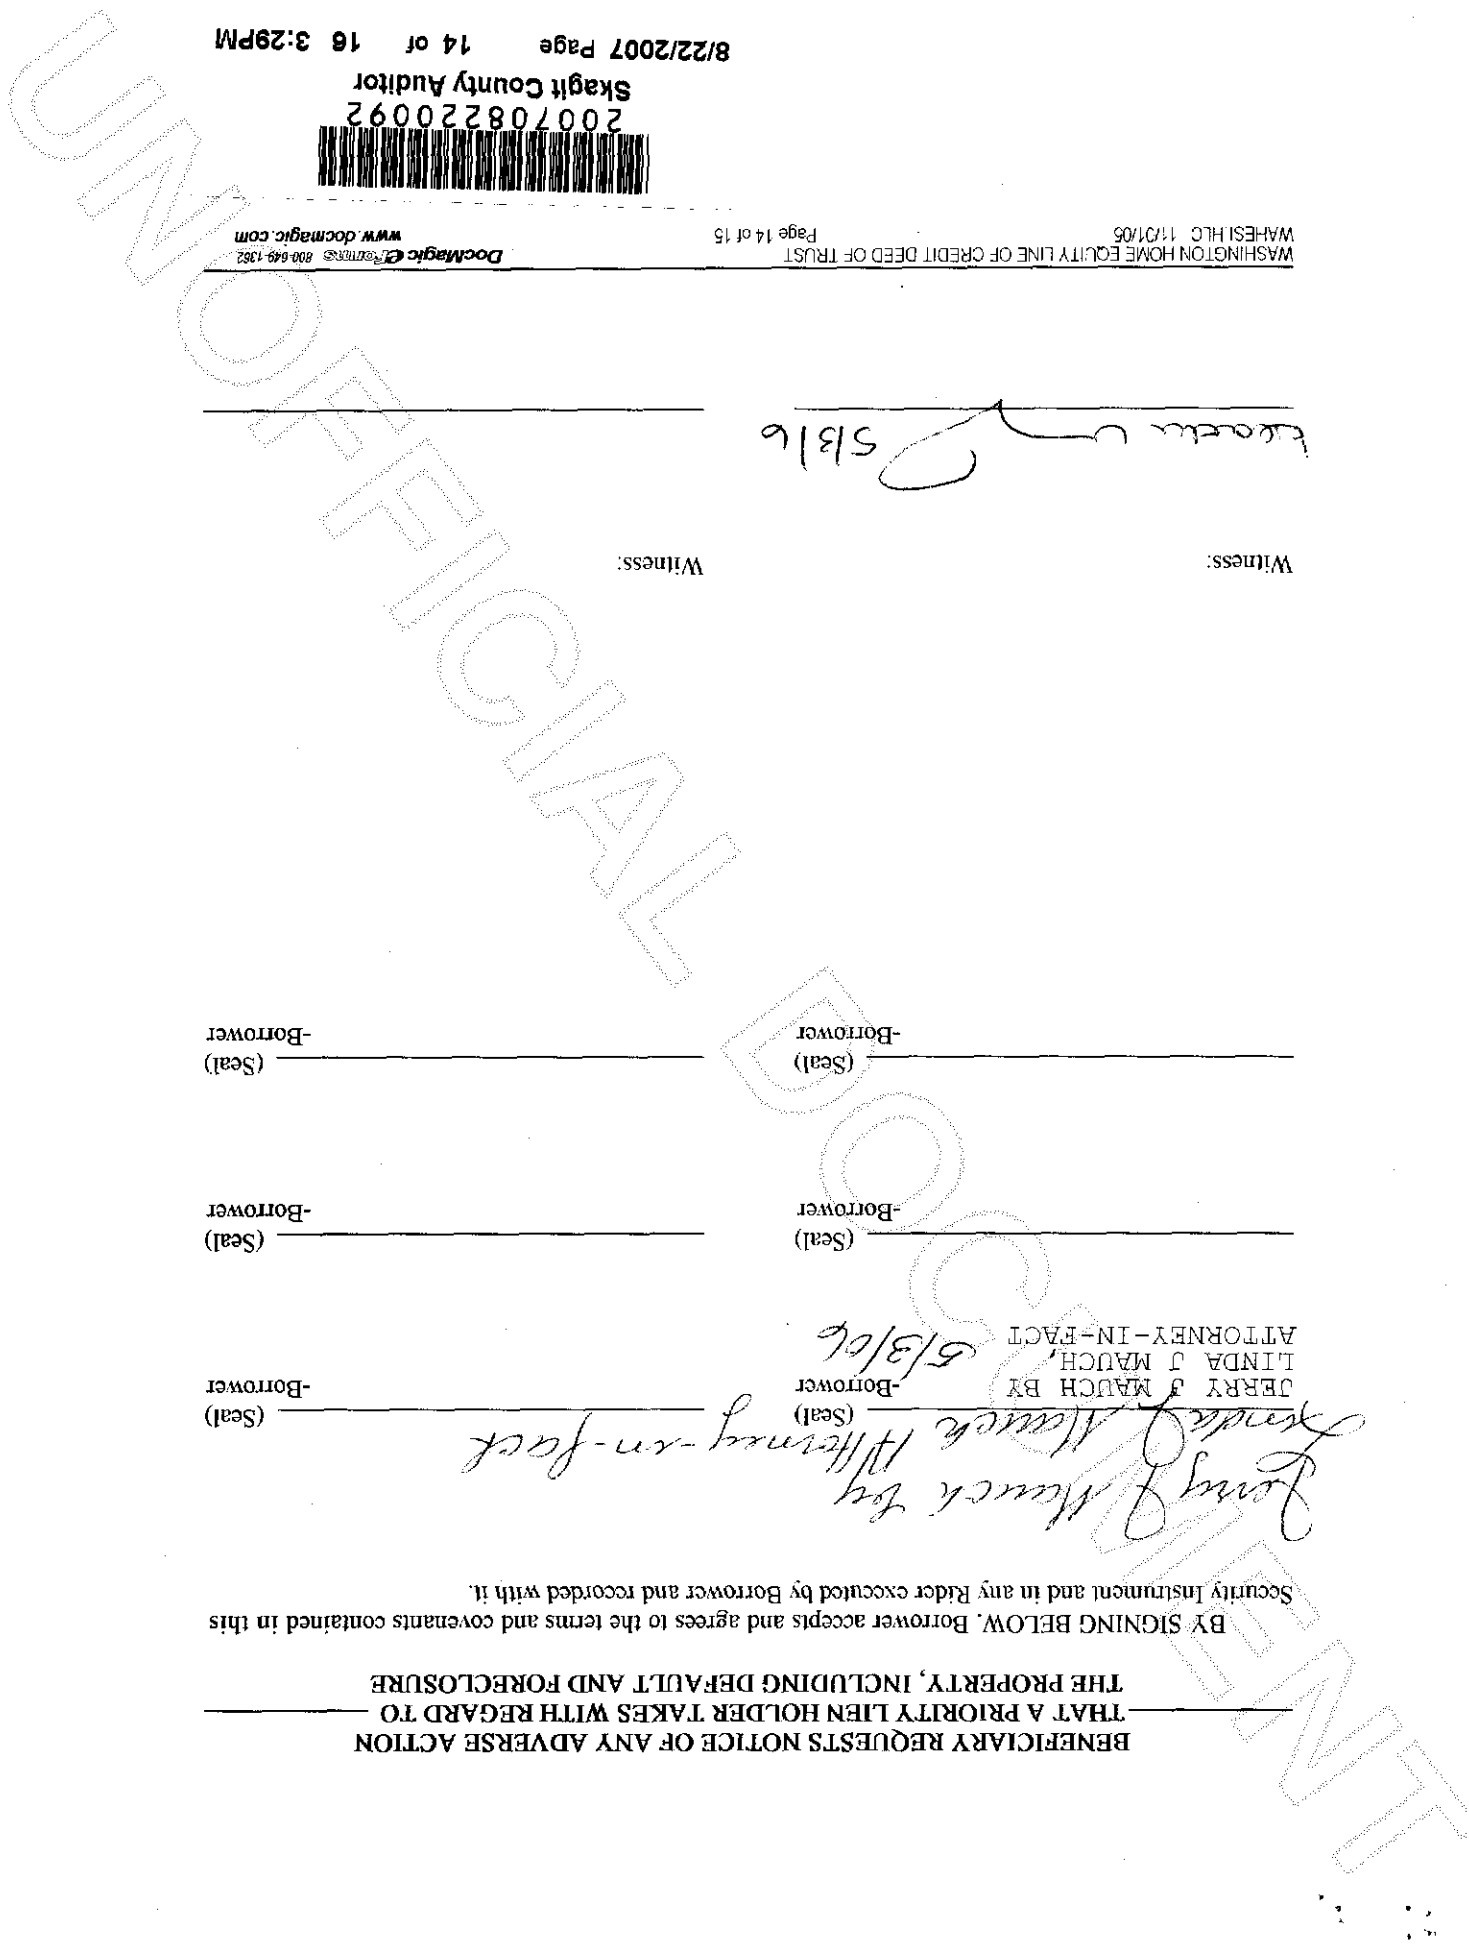 BENEFICIARY REQUESTS NOTICE OF ANY ADVERSE ACTION
THAT A PRIORITY LIEN HOLDER TAKES WITH REGARD TO
THE PROPERTY, INCLUDING DEFAULT AND FORECLOSURE
BY SIGNING BELOW, Borrower accepts and agrees to the terms and covenants contained in this
Security Instrument and in any Rider executed by Borrower and recorded with it.
Jerry J Mauch by
Linda J Mauch Attorney-in-fact
(Seal)
(Seal)
JERRY J MAUCH BY
-Borrower
-Borrower
LINDA J MAUCH,
ATTORNEY-IN-FACT
5/3/06
(Seal)
(Seal)
-Borrower
-Borrower
(Seal)
(Seal)
-Borrower
-Borrower
Witness:
Witness:
5/3/6
WASHINGTON HOME EQUITY LINE OF CREDIT DEED OF TRUST
WAHESI.HLC 11/01/05
Page 14 of 15
DocMagic eForms 800-649-1362
www.docmagic.com
200708220092
Skagit County Auditor
8/22/2007 Page 14 of 16 3:29PM
UNOFFICIAL DOCUMENT